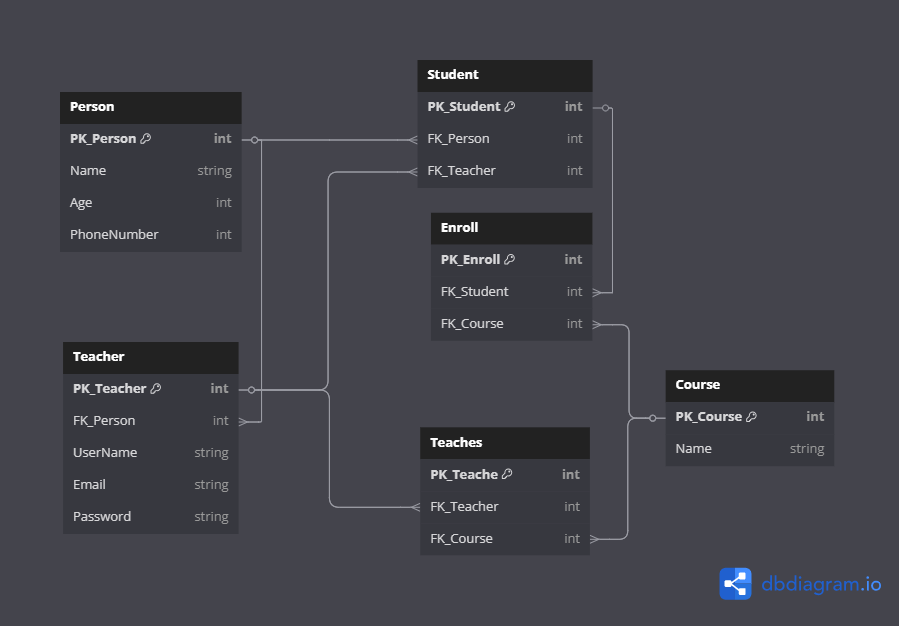 Person
PK_Person int
Name string
Age int
PhoneNumber int
Student
PK_Student int
FK_Person int
FK_Teacher int
Enroll
PK_Enroll int
FK_Student int
FK_Course int
Teacher
PK_Teacher int
FK_Person int
UserName string
Email string
Password string
Teaches
PK_Teache int
FK_Teacher int
FK_Course int
Course
PK_Course int
Name string
dbdiagram.io